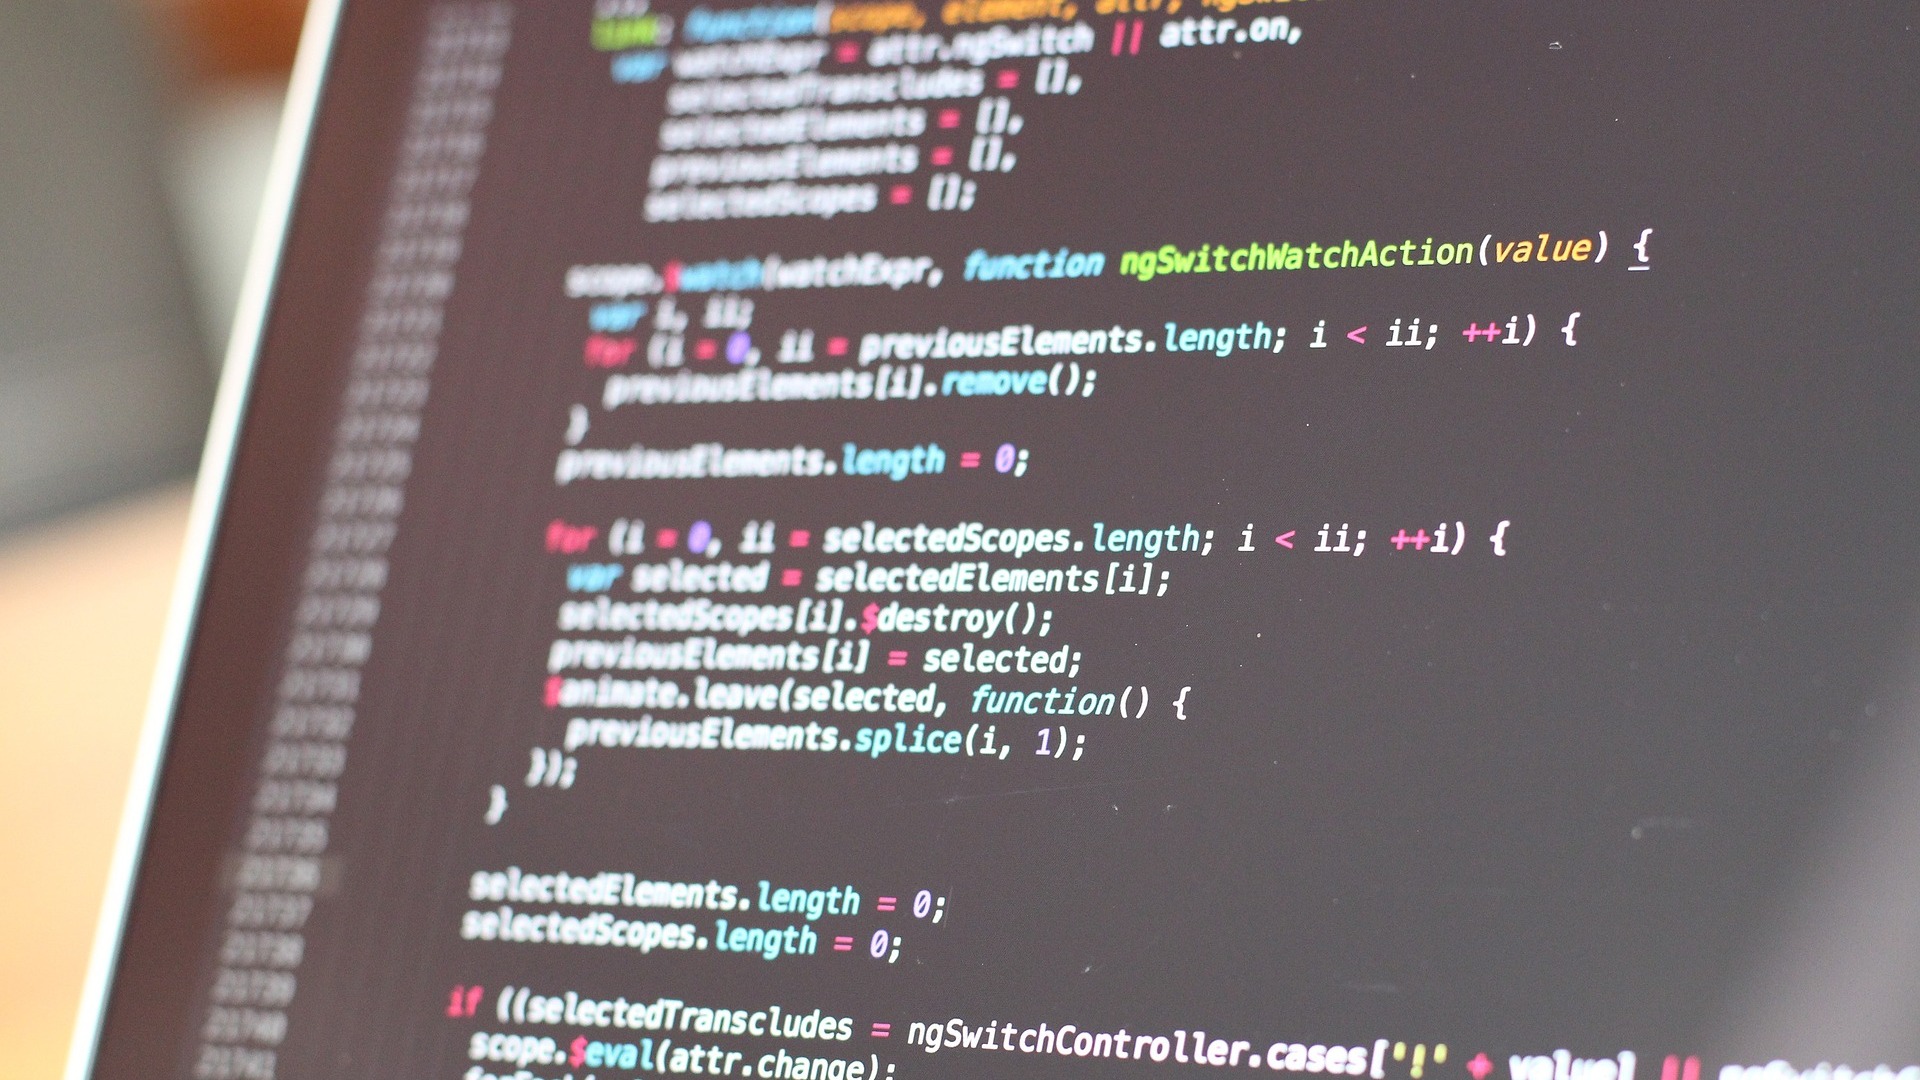 link: function(scope, element, attr,
var watchExpr = attr.ngSwitch || attr.on,
selectedTranscludes = [],
selectedElements = [],
previousElements = [],
selectedScopes = [];
scope.$watch(watchExpr, function ngSwitchWatchAction(value) {
var i, ii;
for (i = 0, ii = previousElements.length; i < ii; ++i) {
previousElements[i].remove();
}
previousElements.length = 0;
for (i = 0, ii = selectedScopes.length; i < ii; ++i) {
var selected = selectedElements[i];
selectedScopes[i].$destroy();
previousElements[i] = selected;
$animate.leave(selected, function() {
previousElements.splice(i, 1);
});
}
selectedElements.length = 0;
selectedScopes.length = 0;
if ((selectedTranscludes = ngSwitchController.cases['!' + value] ||
scope.$eval(attr.change);